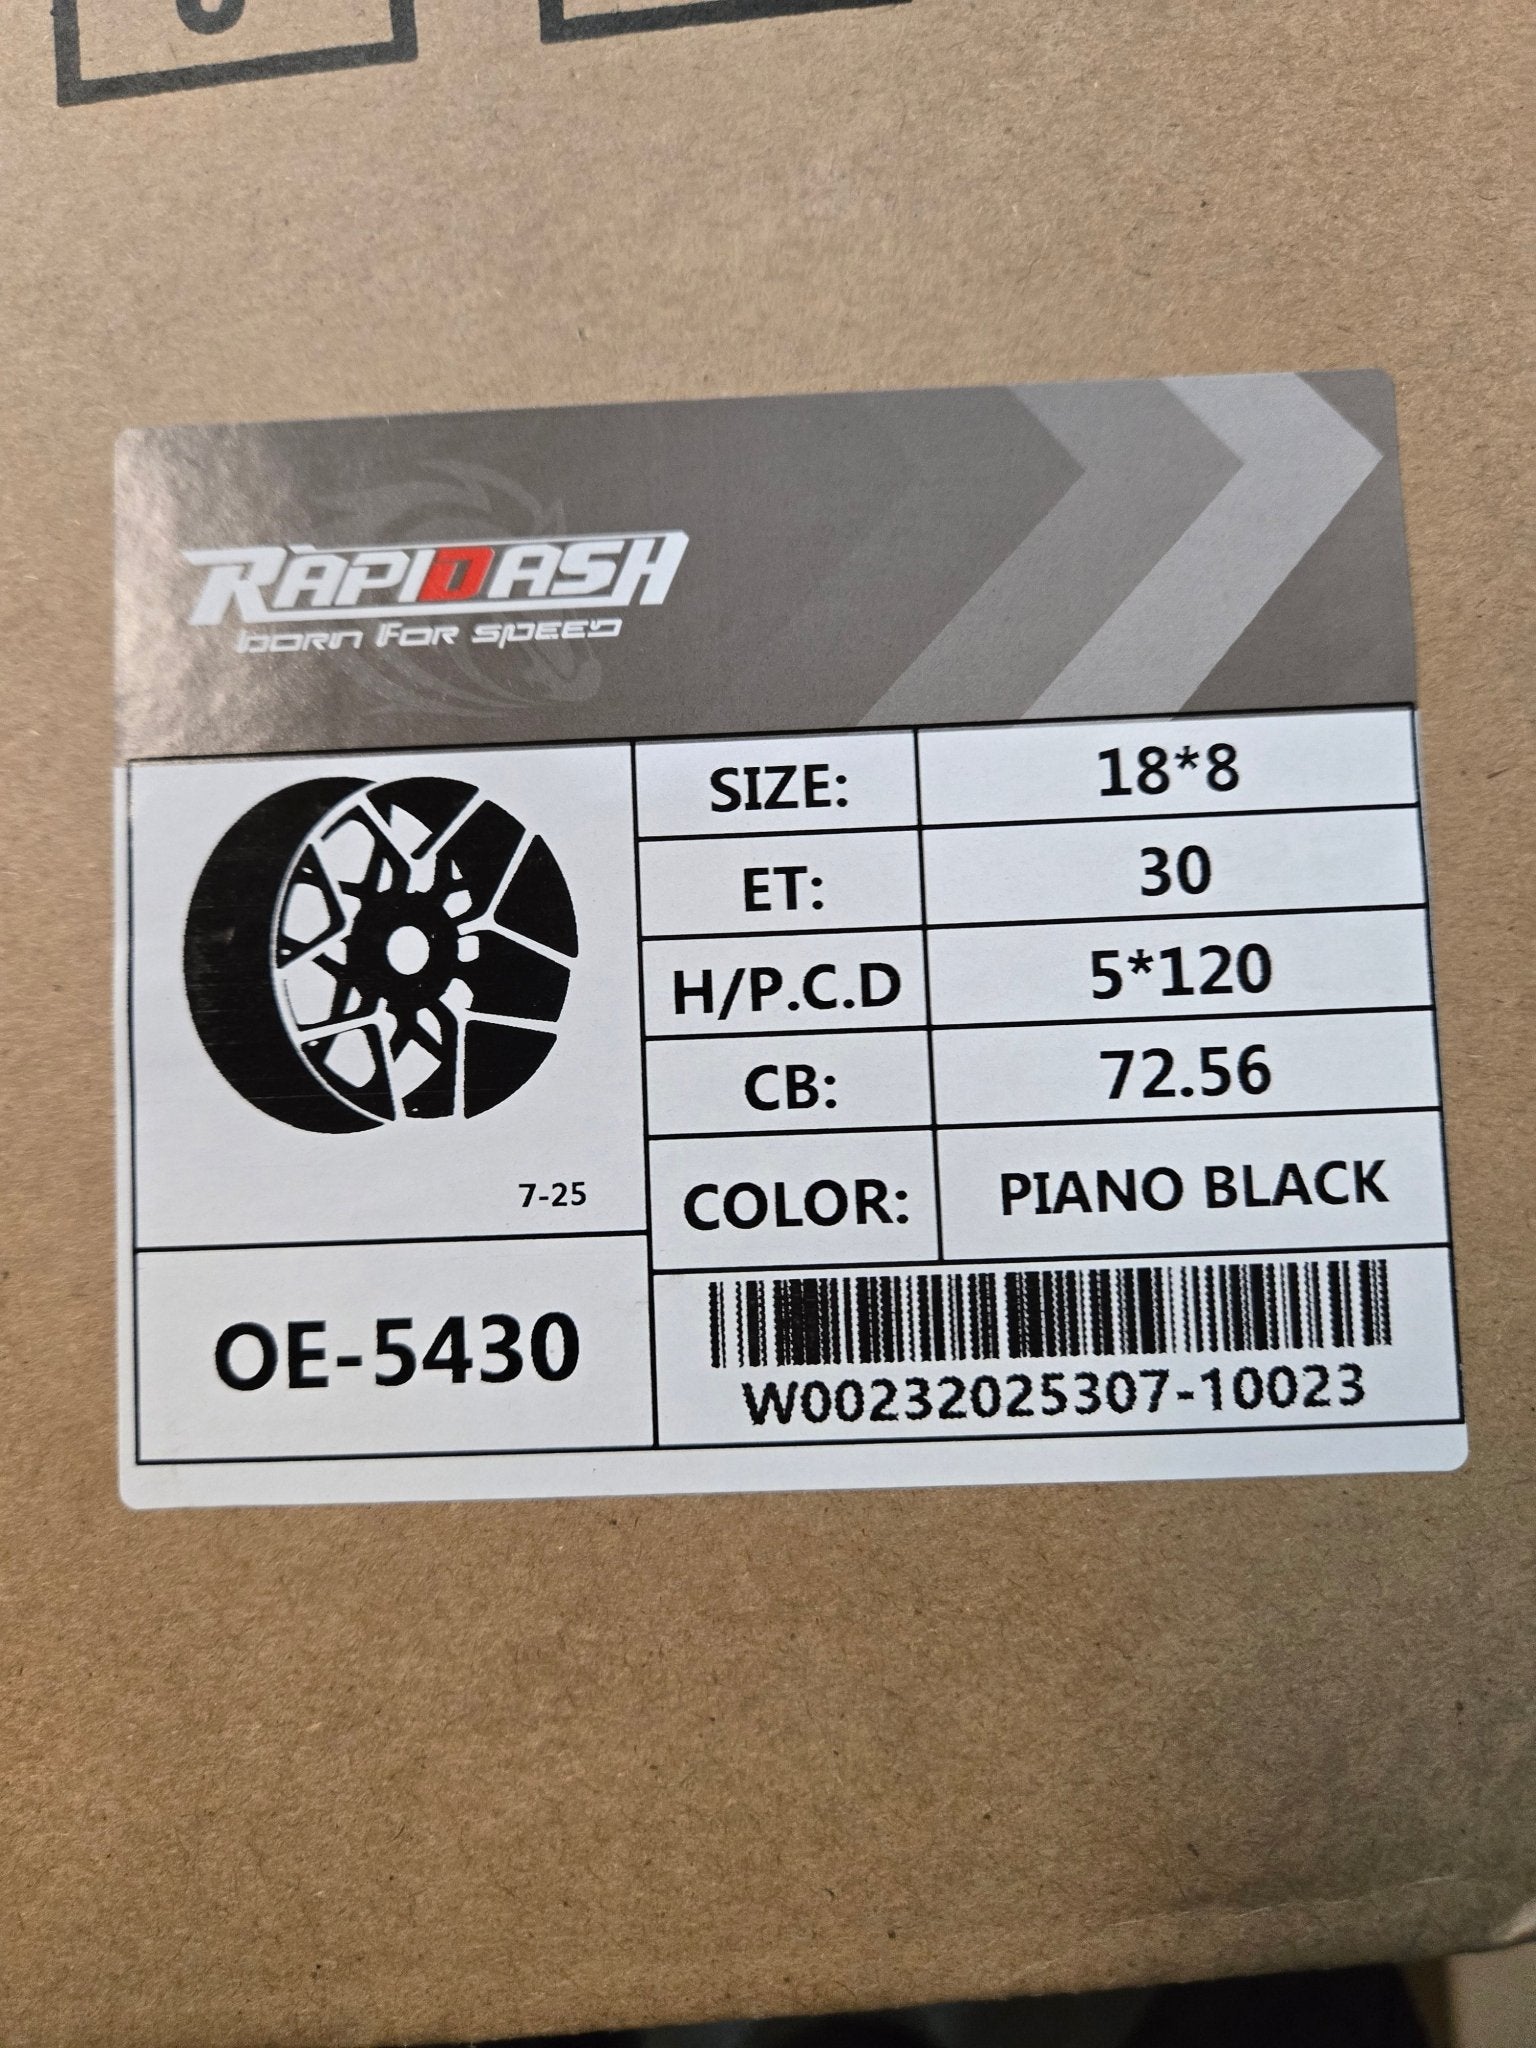 RAPIDASH
BORN FOR SPEED
SIZE: 18*8
ET: 30
H/P.C.D 5*120
CB: 72.56
COLOR: PIANO BLACK
7-25
OE-5430
W00232025307-10023